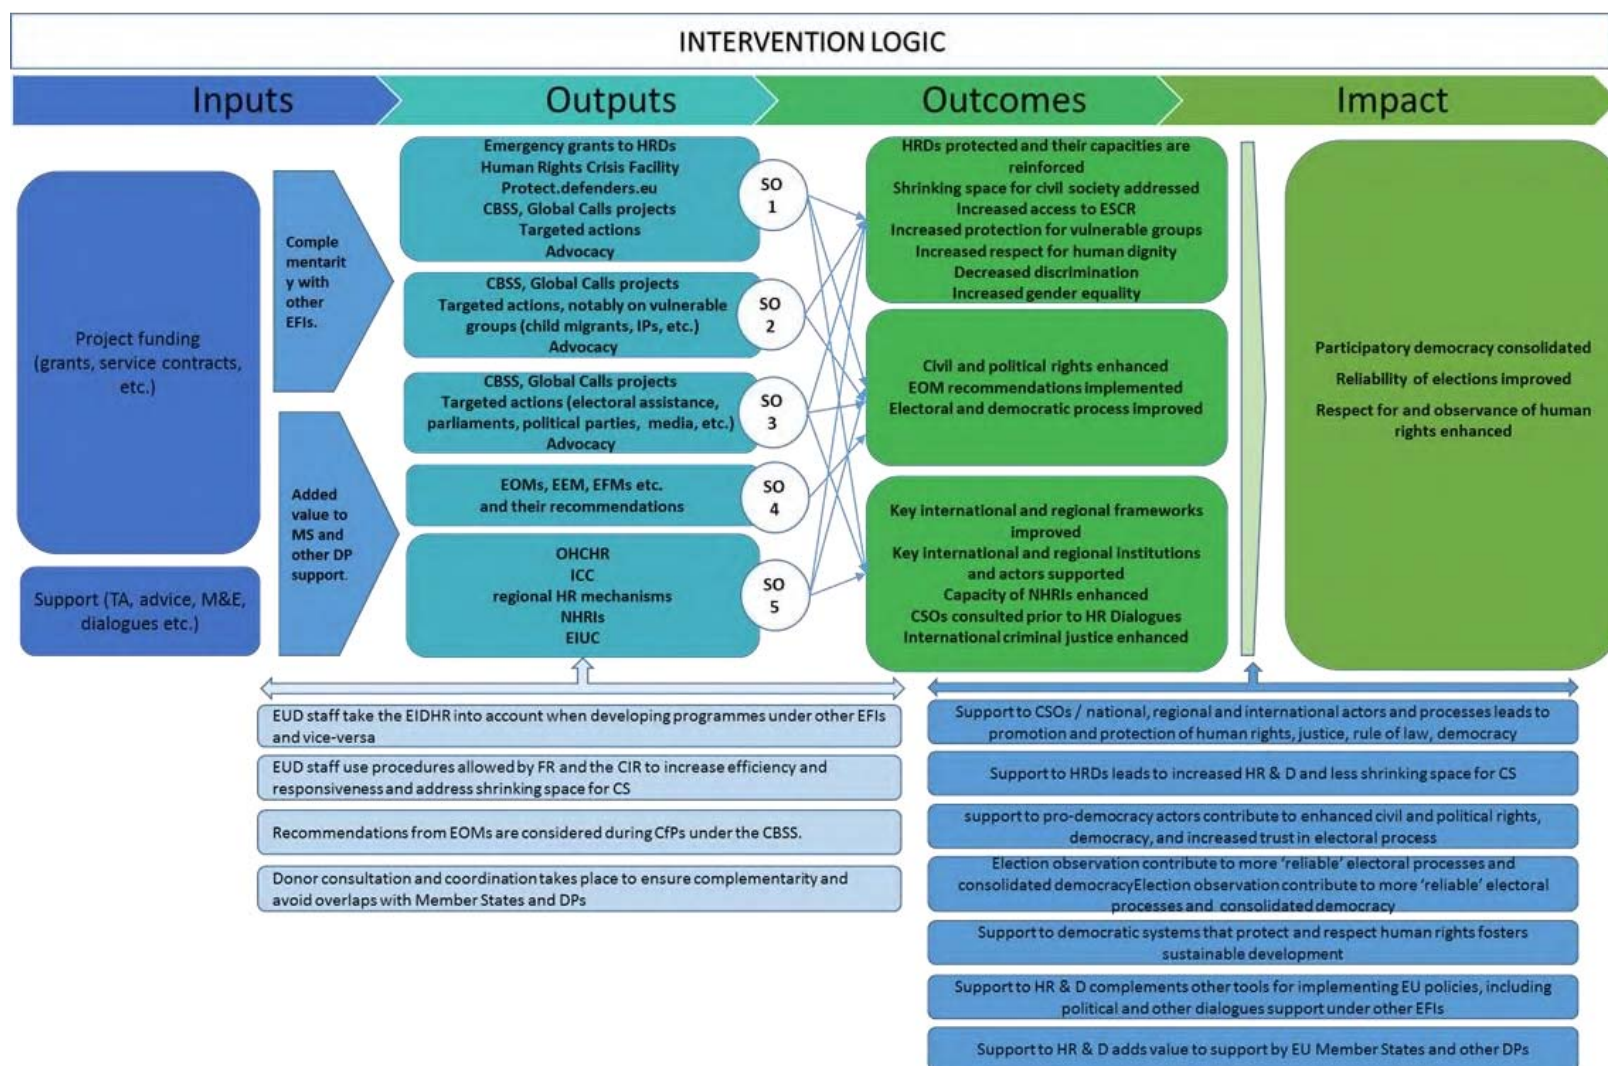 INTERVENTION LOGIC
Inputs
Outputs
Outcomes
Impact
Project funding
(grants, service contracts,
etc.)
Support (TA, advice, M&E,
dialogues etc.)
Comple
mentarit
y with
other
EFIs.
Added
value to
MS and
other DP
support.
Emergency grants to HRDs
Human Rights Crisis Facility
Protect.defenders.eu
CBSS, Global Calls projects
Targeted actions
Advocacy
SO
1
CBSS, Global Calls projects
Targeted actions, notably on vulnerable
groups (child migrants, IPs, etc.)
Advocacy
SO
2
CBSS, Global Calls projects
Targeted actions (electoral assistance,
parliaments, political parties, media, etc.)
Advocacy
SO
3
EOMs, EEM, EFMs etc.
and their recommendations
SO
4
OHCHR
ICC
regional HR mechanisms
NHRIs
EIUC
SO
5
HRDs protected and their capacities are
reinforced
Shrinking space for civil society addressed
Increased access to ESCR
Increased protection for vulnerable groups
Increased respect for human dignity
Decreased discrimination
Increased gender equality
Civil and political rights enhanced
EOM recommendations implemented
Electoral and democratic process improved
Key international and regional frameworks
improved
Key international and regional institutions
and actors supported
Capacity of NHRIs enhanced
CSOs consulted prior to HR Dialogues
International criminal justice enhanced
Participatory democracy consolidated
Reliability of elections improved
Respect for and observance of human
rights enhanced
EUD staff take the EIDHR into account when developing programmes under other EFIs
and vice-versa
EUD staff use procedures allowed by FR and the CIR to increase efficiency and
responsiveness and address shrinking space for CS
Recommendations from EOMs are considered during CfPs under the CBSS.
Donor consultation and coordination takes place to ensure complementarity and
avoid overlaps with Member States and DPs
Support to CSOs / national, regional and international actors and processes leads to
promotion and protection of human rights, justice, rule of law, democracy
Support to HRDs leads to increased HR & D and less shrinking space for CS
support to pro-democracy actors contribute to enhanced civil and political rights,
democracy, and increased trust in electoral process
Election observation contribute to more ‘reliable’ electoral processes and
consolidated democracyElection observation contribute to more ‘reliable’ electoral
processes and consolidated democracy
Support to democratic systems that protect and respect human rights fosters
sustainable development
Support to HR & D complements other tools for implementing EU policies, including
political and other dialogues support under other EFIs
Support to HR & D adds value to support by EU Member States and other DPs